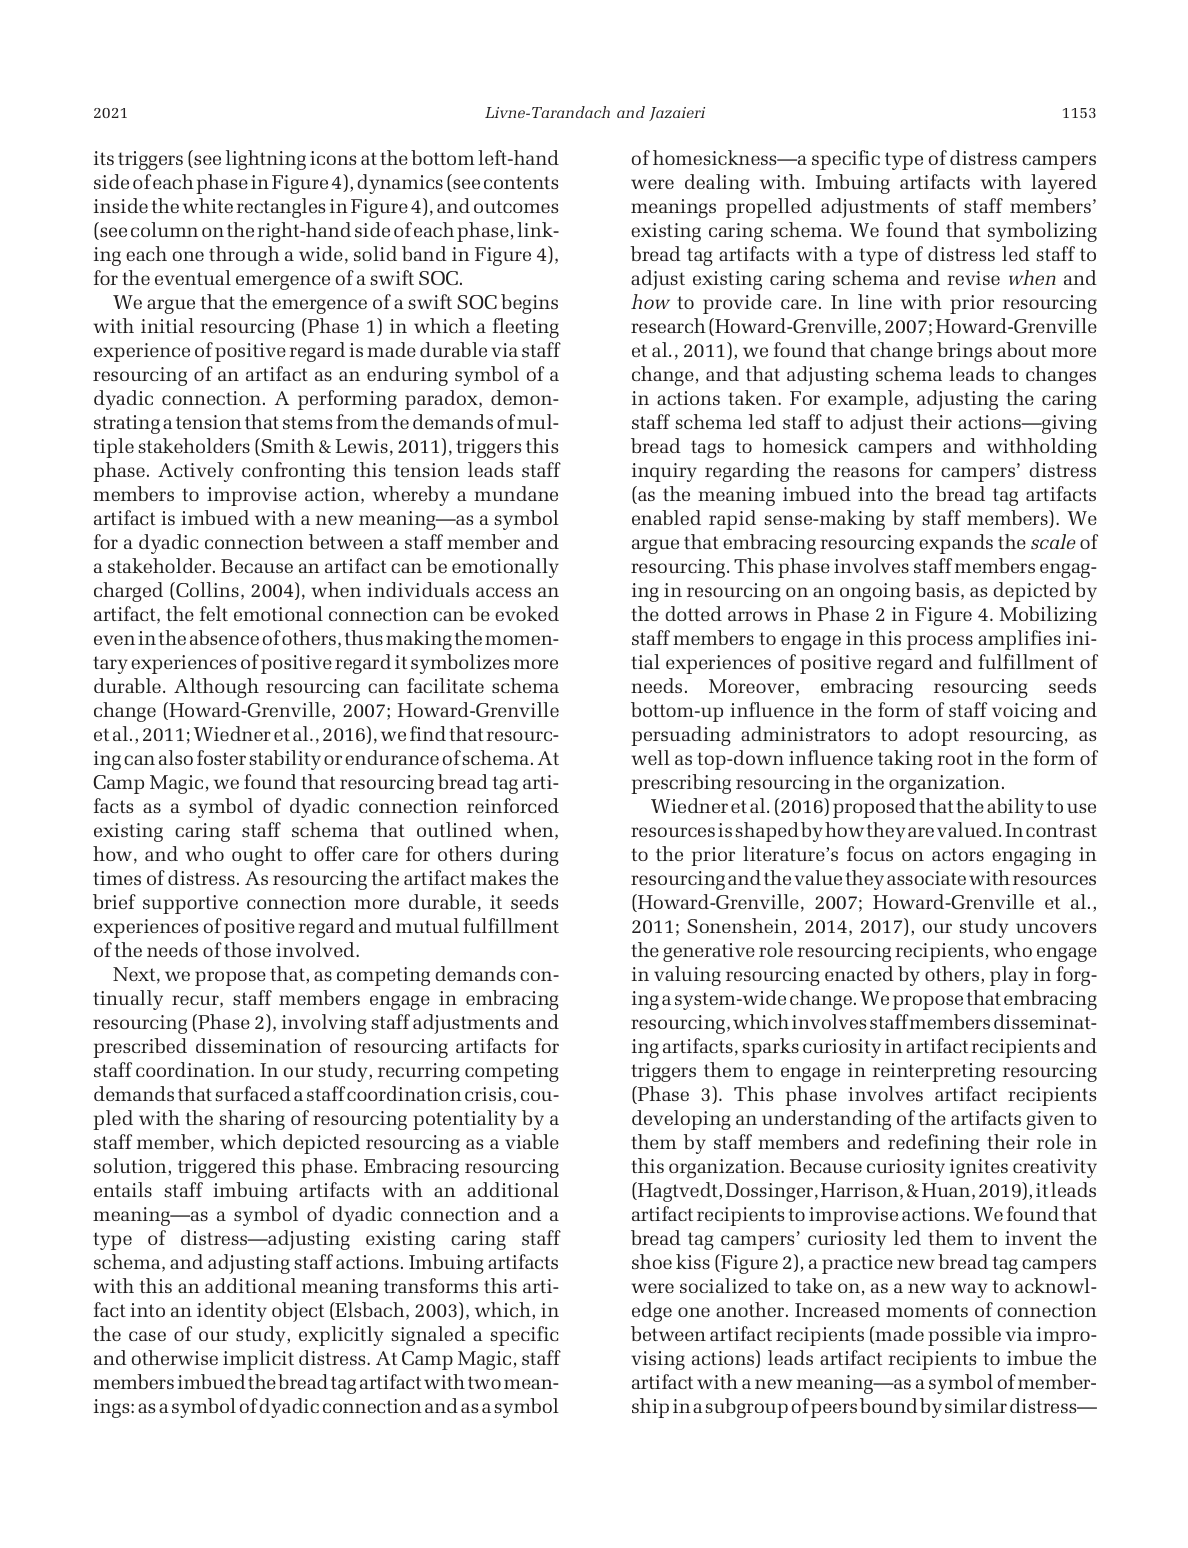 2021
Livne-Tarandach and Jazaieri
1153
its triggers (see lightning icons at the bottom left-hand
side of each phase in Figure 4), dynamics (see contents
inside the white rectangles in Figure 4), and outcomes
(see column on the right-hand side of each phase, link-
ing each one through a wide, solid band in Figure 4),
for the eventual emergence of a swift SOC.
We argue that the emergence of a swift SOC begins
with initial resourcing (Phase 1) in which a fleeting
experience of positive regard is made durable via staff
resourcing of an artifact as an enduring symbol of a
dyadic connection. A performing paradox, demon-
strating a tension that stems from the demands of mul-
tiple stakeholders (Smith & Lewis, 2011), triggers this
phase. Actively confronting this tension leads staff
members to improvise action, whereby a mundane
artifact is imbued with a new meaning—as a symbol
for a dyadic connection between a staff member and
a stakeholder. Because an artifact can be emotionally
charged (Collins, 2004), when individuals access an
artifact, the felt emotional connection can be evoked
even in the absence of others, thus making the momen-
tary experiences of positive regard it symbolizes more
durable. Although resourcing can facilitate schema
change (Howard-Grenville, 2007; Howard-Grenville
et al., 2011; Wiedner et al., 2016), we find that resourc-
ing can also foster stability or endurance of schema. At
Camp Magic, we found that resourcing bread tag arti-
facts as a symbol of dyadic connection reinforced
existing caring staff schema that outlined when,
how, and who ought to offer care for others during
times of distress. As resourcing the artifact makes the
brief supportive connection more durable, it seeds
experiences of positive regard and mutual fulfillment
of the needs of those involved.
Next, we propose that, as competing demands con-
tinually recur, staff members engage in embracing
resourcing (Phase 2), involving staff adjustments and
prescribed dissemination of resourcing artifacts for
staff coordination. In our study, recurring competing
demands that surfaced a staff coordination crisis, cou-
pled with the sharing of resourcing potentiality by a
staff member, which depicted resourcing as a viable
solution, triggered this phase. Embracing resourcing
entails staff imbuing artifacts with an additional
meaning—as a symbol of dyadic connection and a
type of distress—adjusting existing caring staff
schema, and adjusting staff actions. Imbuing artifacts
with this an additional meaning transforms this arti-
fact into an identity object (Elsbach, 2003), which, in
the case of our study, explicitly signaled a specific
and otherwise implicit distress. At Camp Magic, staff
members imbued the bread tag artifact with two mean-
ings: as a symbol of dyadic connection and as a symbol
of homesickness—a specific type of distress campers
were dealing with. Imbuing artifacts with layered
meanings propelled adjustments of staff members'
existing caring schema. We found that symbolizing
bread tag artifacts with a type of distress led staff to
adjust existing caring schema and revise when and
how to provide care. In line with prior resourcing
research (Howard-Grenville, 2007; Howard-Grenville
et al., 2011), we found that change brings about more
change, and that adjusting schema leads to changes
in actions taken. For example, adjusting the caring
staff schema led staff to adjust their actions—giving
bread tags to homesick campers and withholding
inquiry regarding the reasons for campers' distress
(as the meaning imbued into the bread tag artifacts
enabled rapid sense-making by staff members). We
argue that embracing resourcing expands the scale of
resourcing. This phase involves staff members engag-
ing in resourcing on an ongoing basis, as depicted by
the dotted arrows in Phase 2 in Figure 4. Mobilizing
staff members to engage in this process amplifies ini-
tial experiences of positive regard and fulfillment of
needs. Moreover, embracing resourcing seeds
bottom-up influence in the form of staff voicing and
persuading administrators to adopt resourcing, as
well as top-down influence taking root in the form of
prescribing resourcing in the organization.
Wiedner et al. (2016) proposed that the ability to use
resources is shaped by how they are valued. In contrast
to the prior literature's focus on actors engaging in
resourcing and the value they associate with resources
(Howard-Grenville, 2007; Howard-Grenville et al.,
2011; Sonenshein, 2014, 2017), our study uncovers
the generative role resourcing recipients, who engage
in valuing resourcing enacted by others, play in forg-
ing a system-wide change. We propose that embracing
resourcing, which involves staff members disseminat-
ing artifacts, sparks curiosity in artifact recipients and
triggers them to engage in reinterpreting resourcing
(Phase 3). This phase involves artifact recipients
developing an understanding of the artifacts given to
them by staff members and redefining their role in
this organization. Because curiosity ignites creativity
(Hagtvedt, Dossinger, Harrison, & Huan, 2019), it leads
artifact recipients to improvise actions. We found that
bread tag campers' curiosity led them to invent the
shoe kiss (Figure 2), a practice new bread tag campers
were socialized to take on, as a new way to acknowl-
edge one another. Increased moments of connection
between artifact recipients (made possible via impro-
vising actions) leads artifact recipients to imbue the
artifact with a new meaning—as a symbol of member-
ship in a subgroup of peers bound by similar distress—